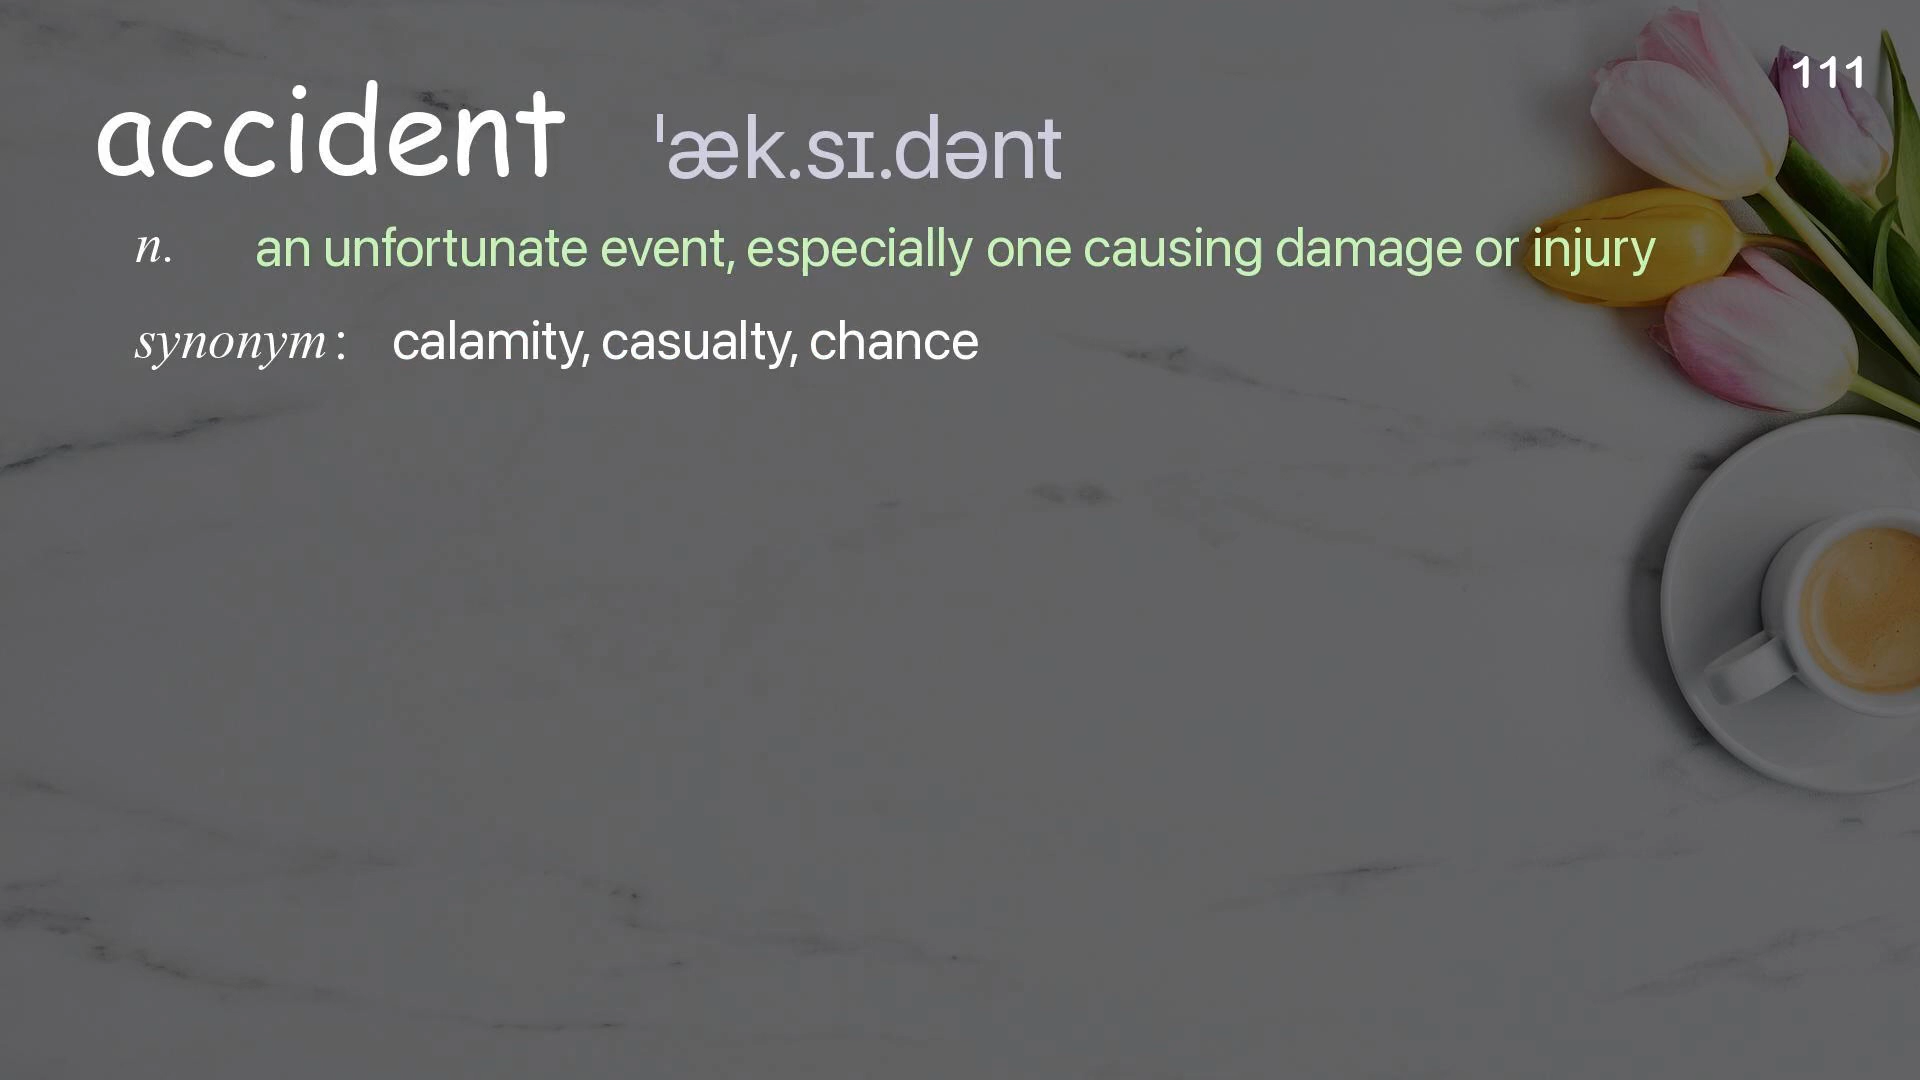 111
accident ˈæk.sɪ.dənt
n. an unfortunate event, especially one causing damage or injury
synonym: calamity, casualty, chance